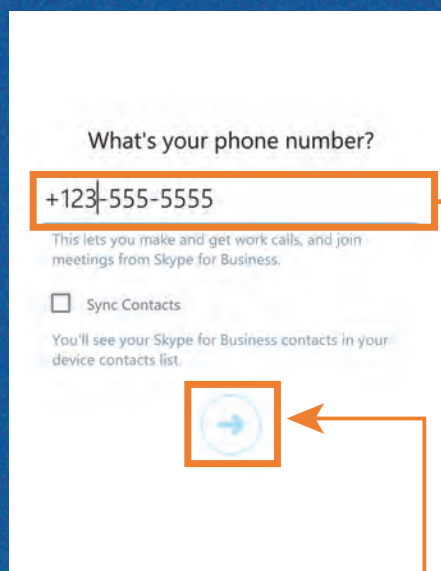 What's your phone number?
+123-555-5555
This lets you make and get work calls, and join
meetings from Skype for Business.
Sync Contacts
You'll see your Skype for Business contacts in your
device contacts list.